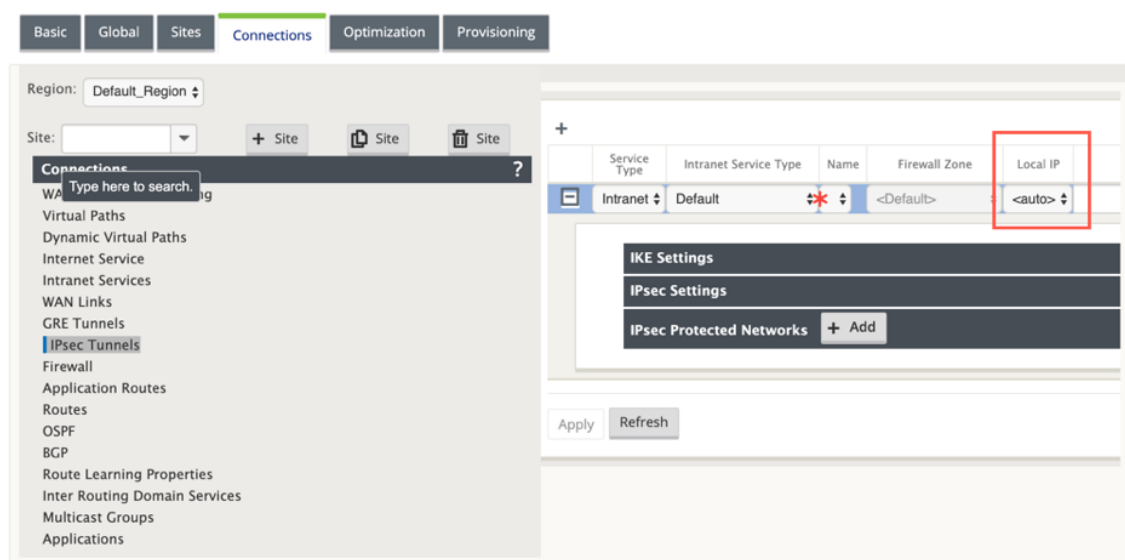 Basic Global Sites Connections Optimization Provisioning
Region: Default_Region
Site:
+ Site Site Site
Connections ?
Type here to search.
WA ng
Virtual Paths
Dynamic Virtual Paths
Internet Service
Intranet Services
WAN Links
GRE Tunnels
IPsec Tunnels
Firewall
Application Routes
Routes
OSPF
BGP
Route Learning Properties
Inter Routing Domain Services
Multicast Groups
Applications
+
Service Type Intranet Service Type Name Firewall Zone Local IP
Intranet Default * <Default> <auto>
IKE Settings
IPsec Settings
IPsec Protected Networks + Add
Apply Refresh